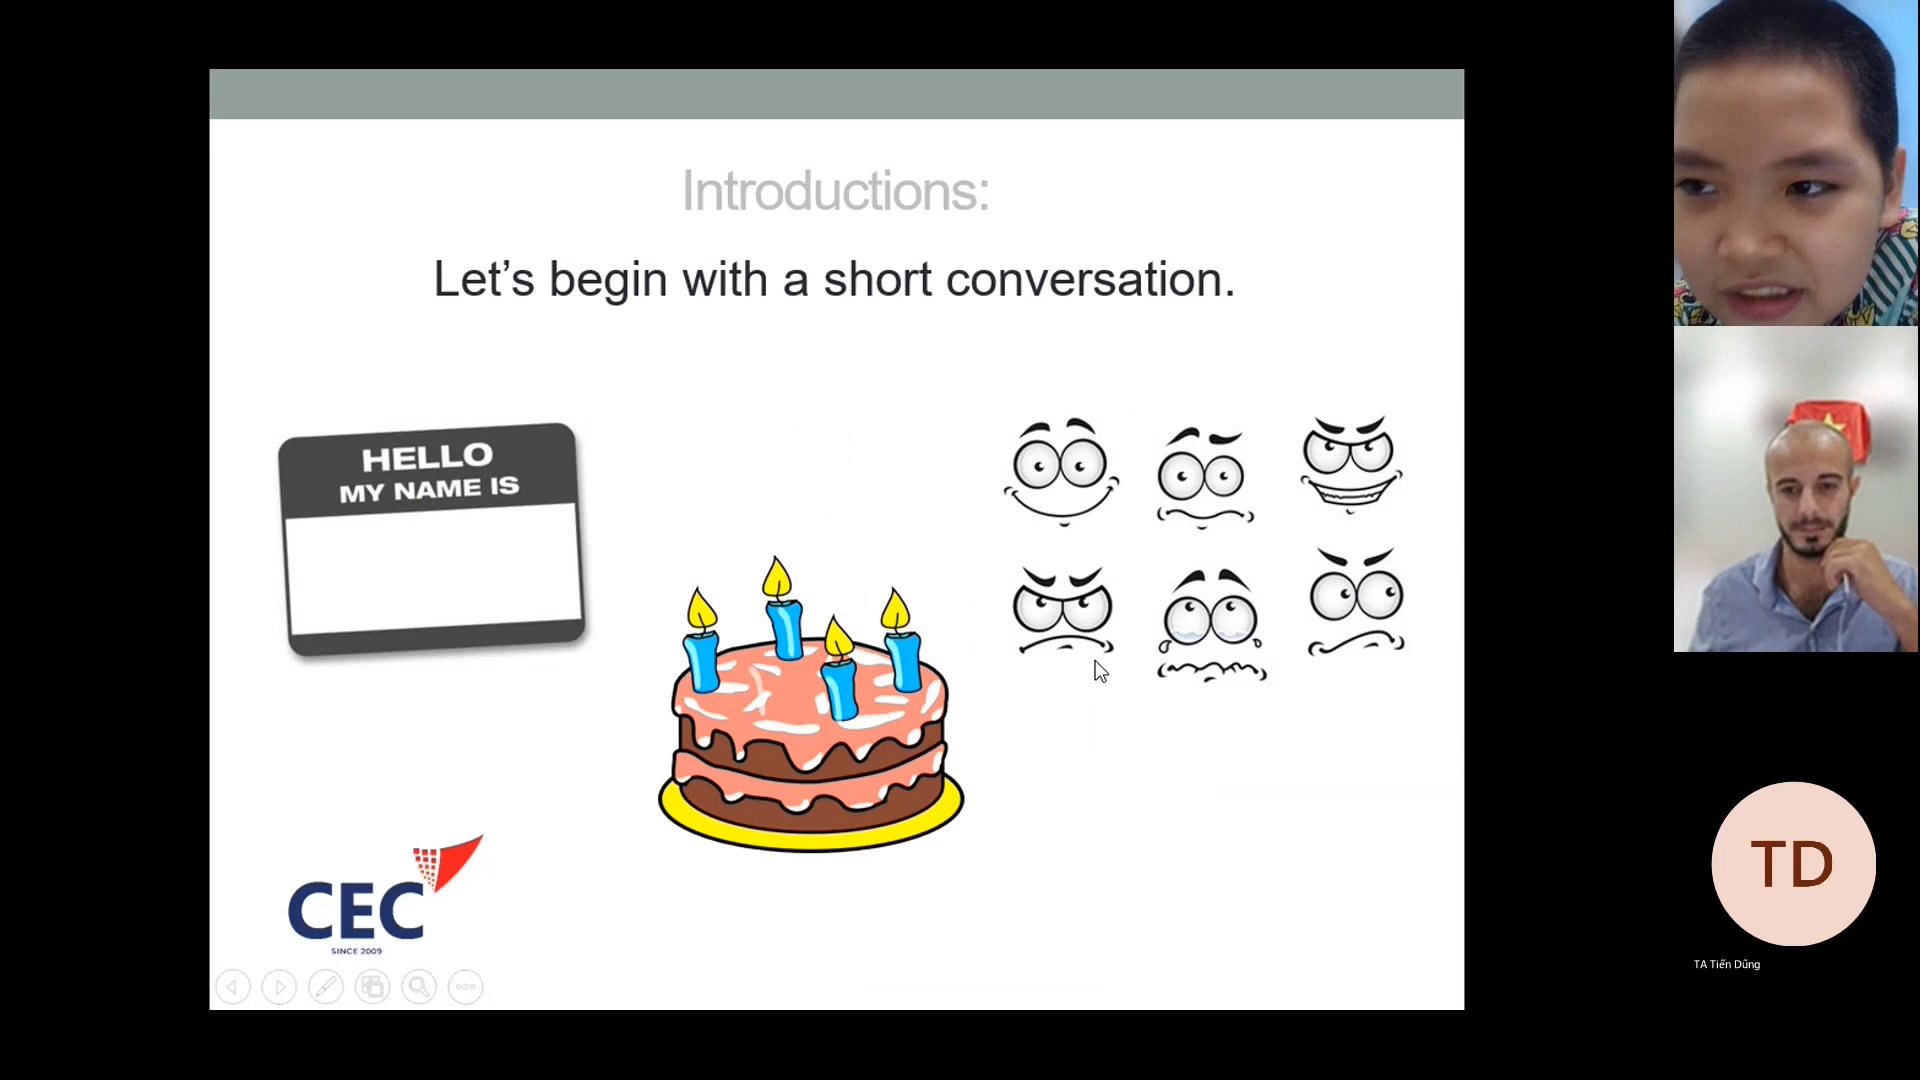 Introductions:
Let’s begin with a short conversation.
HELLO
MY NAME IS
CEC
SINCE 2009
TD
TA Tiến Dũng